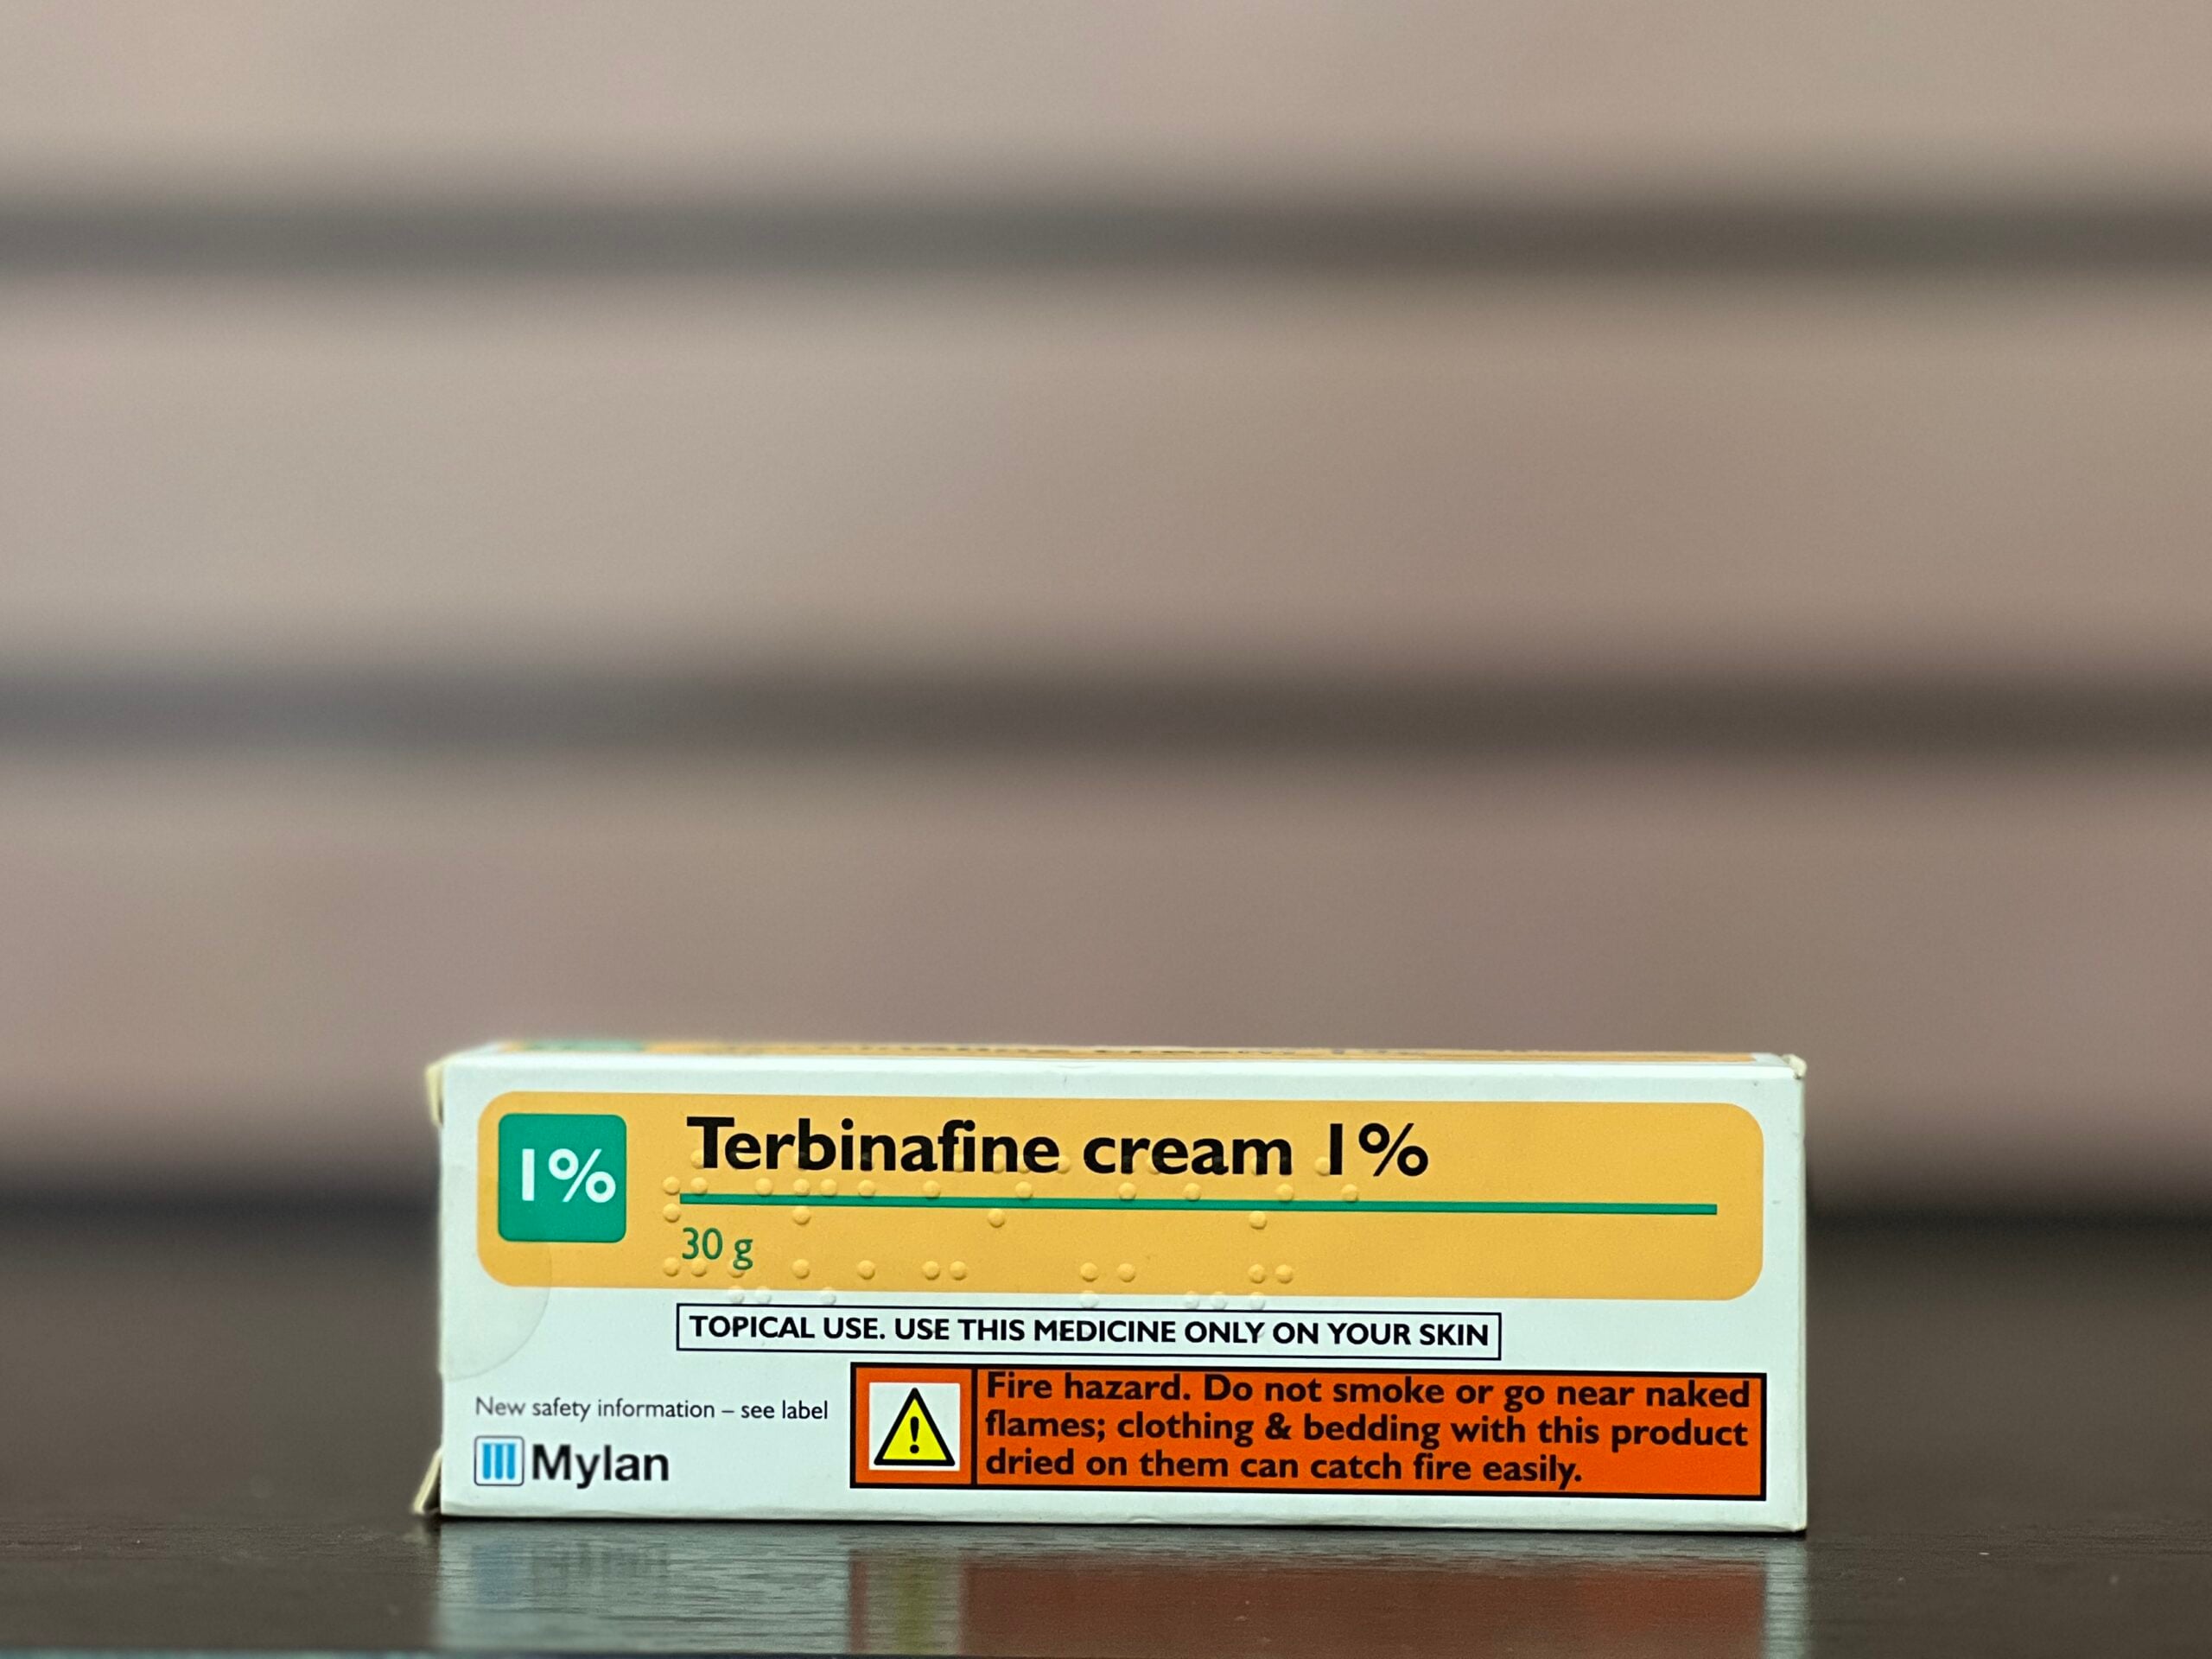 1%
Terbinafine cream 1%
30 g
TOPICAL USE. USE THIS MEDICINE ONLY ON YOUR SKIN
New safety information – see label
Mylan
Fire hazard. Do not smoke or go near naked
flames; clothing & bedding with this product
dried on them can catch fire easily.